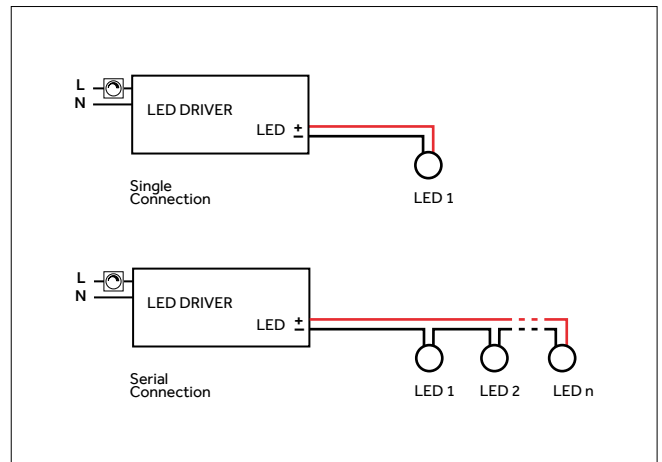 L
N
LED DRIVER
LED +
−
Single
Connection
LED 1
L
N
LED DRIVER
LED +
−
Serial
Connection
LED 1 LED 2 LED n